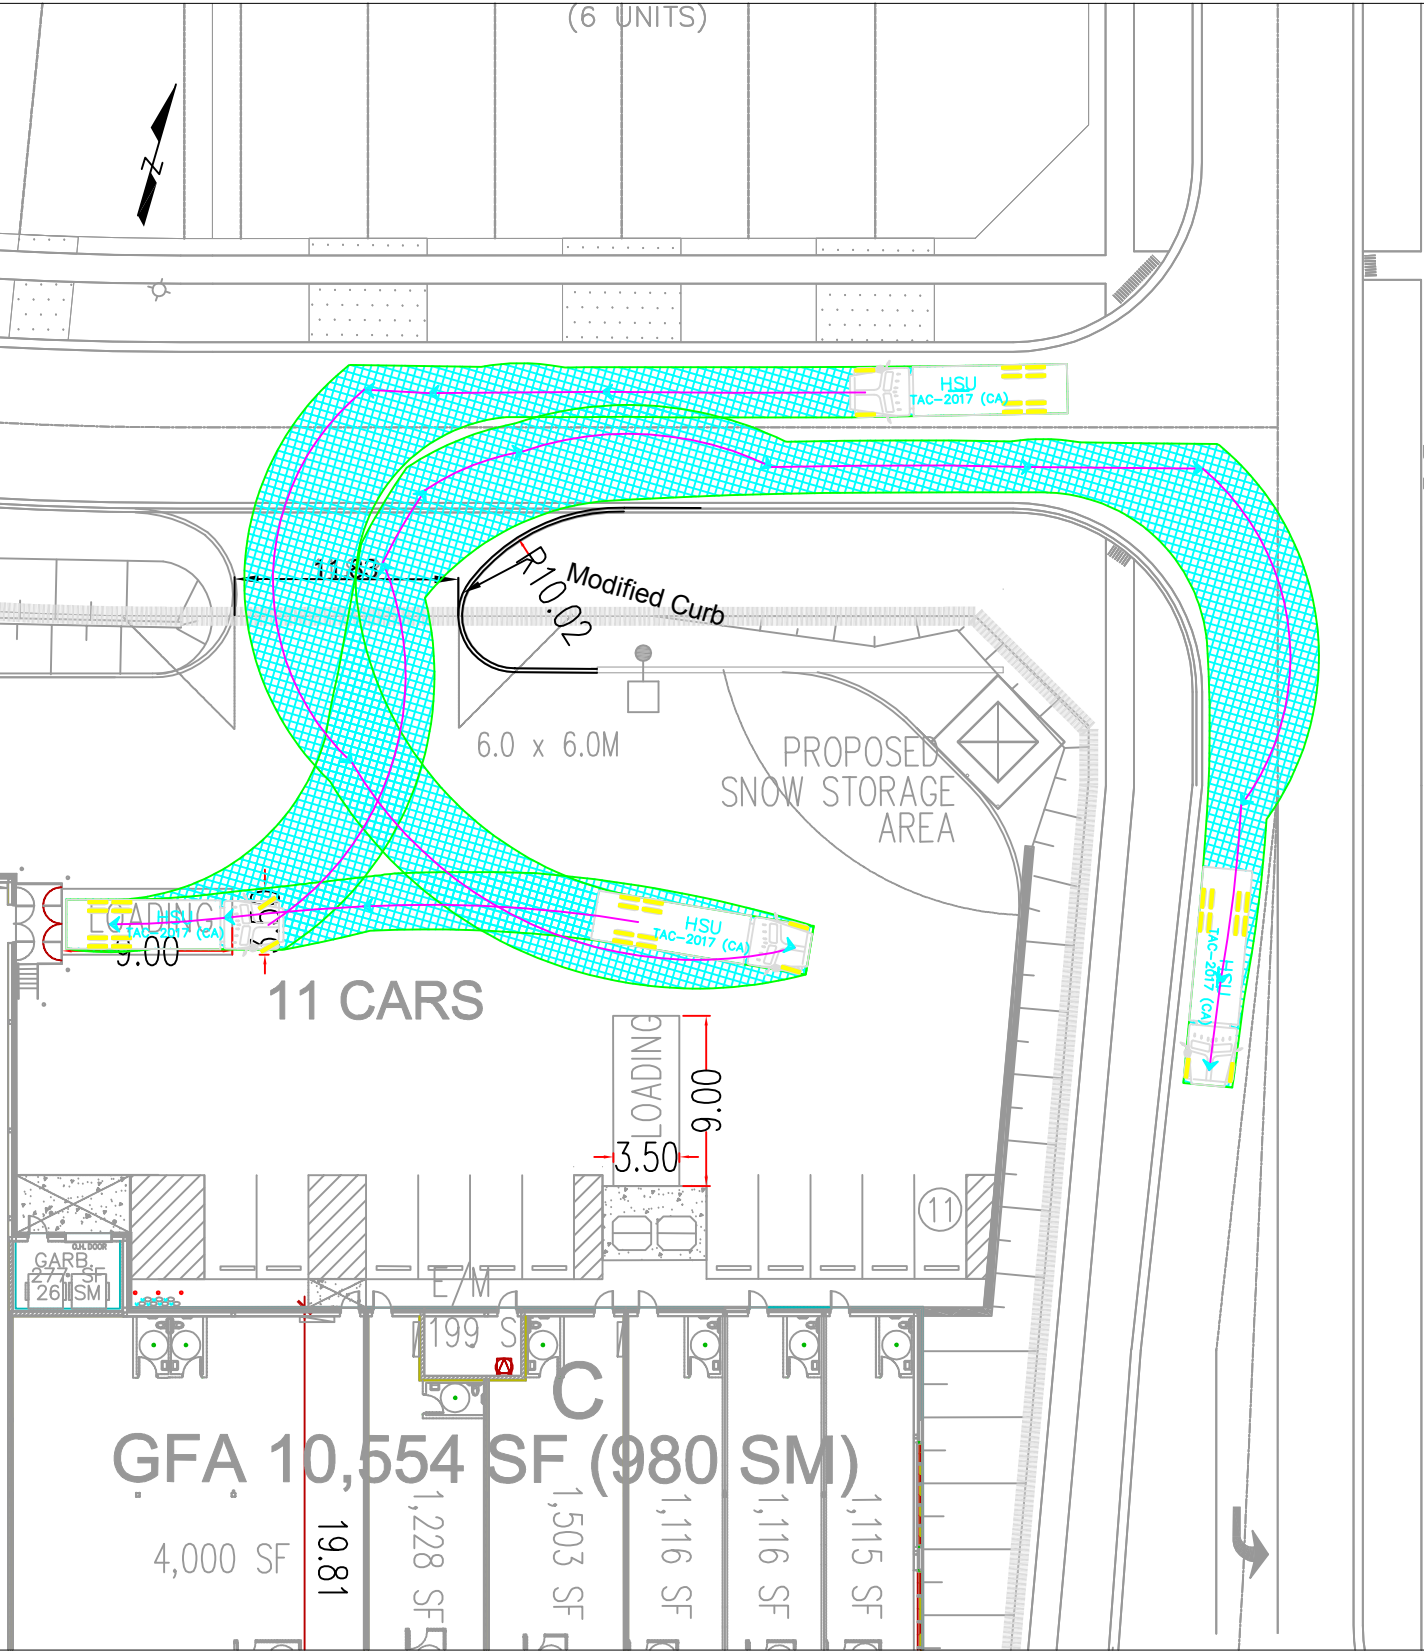 (6 UNITS)
N
HSU
TAC-2017 (CA)
R10.02
Modified Curb
6.0 x 6.0M
PROPOSED
SNOW STORAGE
AREA
LOADING
HSU
TAC-2017 (CA)
9.00
3.50
HSU
TAC-2017 (CA)
HSU
TAC-2017 (CA)
11 CARS
LOADING
9.00
3.50
11
O.H. DOOR
GARB.
277 SF
26 SM
E/M
199 S
C
GFA 10,554 SF (980 SM)
4,000 SF
19.81
1,228 SF
1,503 SF
1,116 SF
1,116 SF
1,115 SF